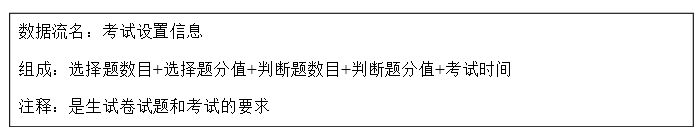 数据流名：考试设置信息
组成：选择题数目+选择题分值+判断题数目+判断题分值+考试时间
注释：是生试卷试题和考试的要求